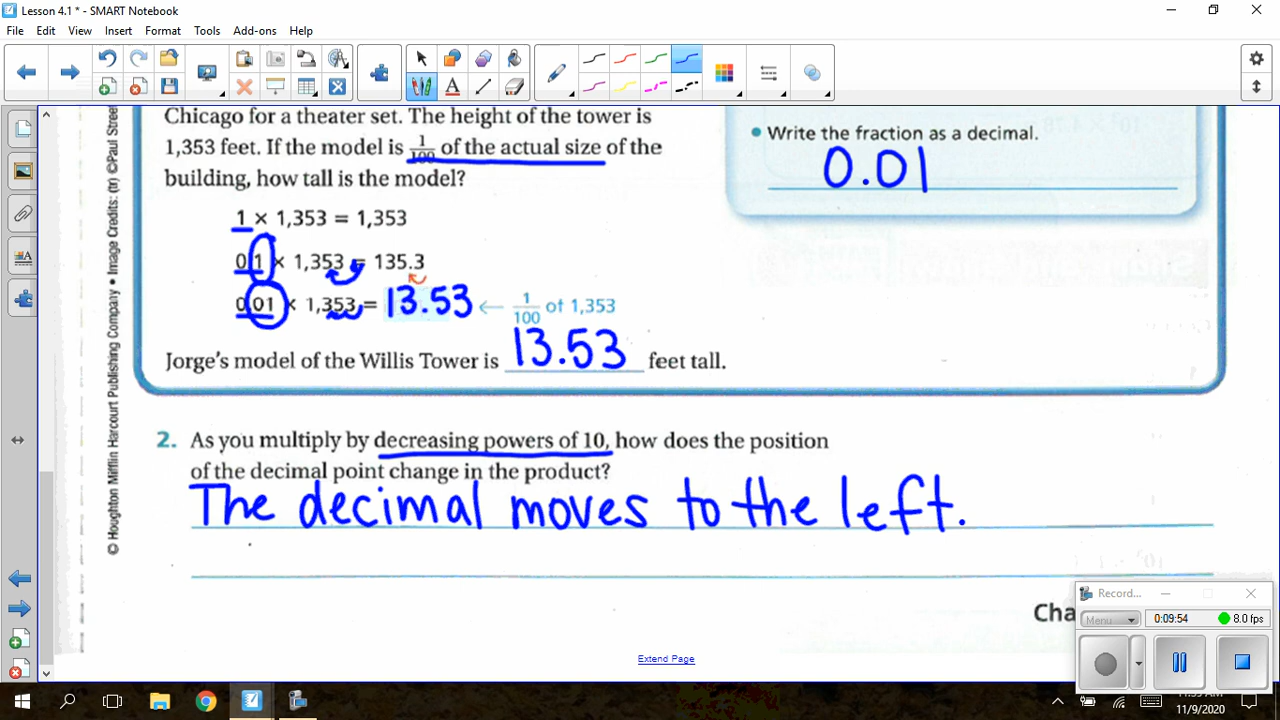 Lesson 4.1 * - SMART Notebook
File Edit View Insert Format Tools Add-ons Help
Chicago for a theater set. The height of the tower is
1,353 feet. If the model is 1/100 of the actual size of the
building, how tall is the model?
1 × 1,353 = 1,353
0.1 × 1,353 = 135.3
0.01 × 1,353 = 13.53 ← 1/100 of 1,353
Jorge's model of the Willis Tower is 13.53 feet tall.
• Write the fraction as a decimal.
0.01
2. As you multiply by decreasing powers of 10, how does the position
of the decimal point change in the product?
The decimal moves to the left.
© Houghton Mifflin Harcourt Publishing Company • Image Credits: (tr) ©Paul Stree
Cha
Extend Page
Record...
Menu 0:09:54 8.0 fps
11/9/2020